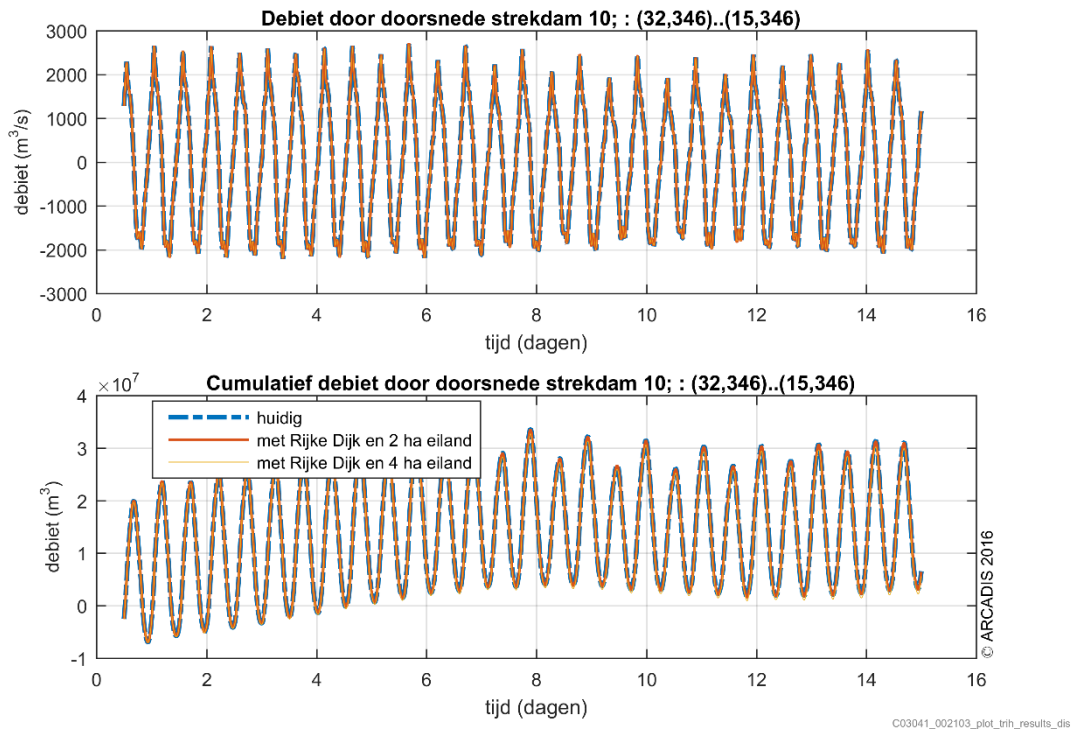 Debiet door doorsnede strekdam 10; : (32,346)..(15,346)
3000
2000
1000
0
-1000
-2000
-3000
debiet (m³/s)
0 2 4 6 8 10 12 14 16
tijd (dagen)
×10⁷
Cumulatief debiet door doorsnede strekdam 10; : (32,346)..(15,346)
4
3
2
1
0
-1
debiet (m³)
huidig
met Rijke Dijk en 2 ha eiland
met Rijke Dijk en 4 ha eiland
0 2 4 6 8 10 12 14 16
tijd (dagen)
© ARCADIS 2016
C03041_002103_plot_trih_results_dis